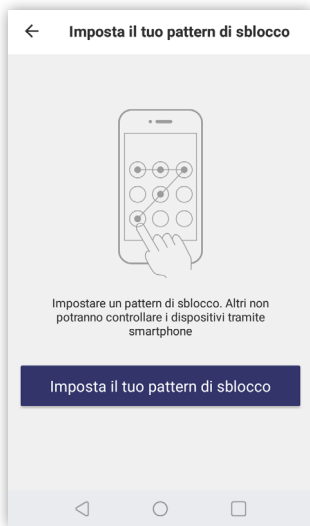 Imposta il tuo pattern di sblocco
Impostare un pattern di sblocco. Altri non
potranno controllare i dispositivi tramite
smartphone
Imposta il tuo pattern di sblocco